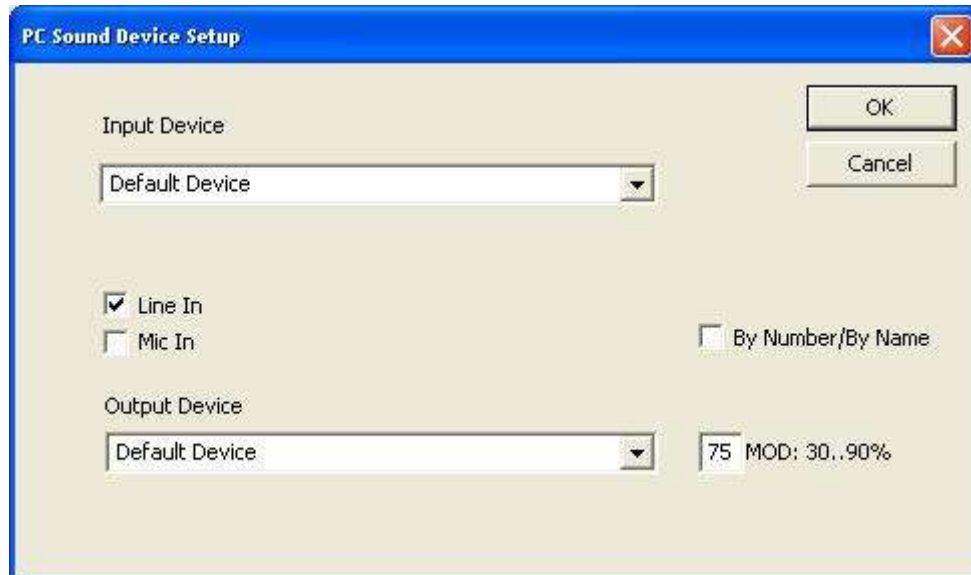 PC Sound Device Setup
OK
Input Device
Cancel
Default Device
Line In
Mic In
By Number/By Name
Output Device
Default Device
75 MOD: 30..90%